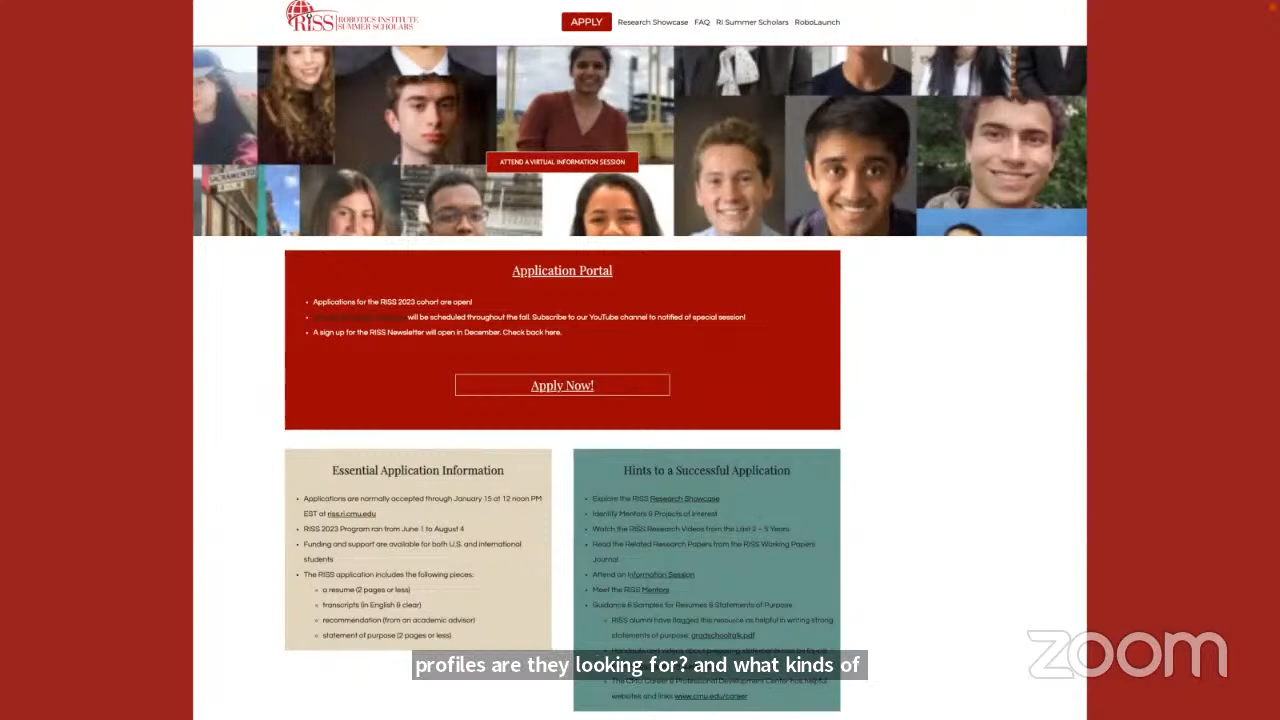 RISS
ROBOTICS INSTITUTE
SUMMER SCHOLARS
APPLY
Research Showcase
FAQ
RI Summer Scholars
RoboLaunch
SACRAMENTO
ATTEND A VIRTUAL INFORMATION SESSION
Application Portal
Applications for the RISS 2023 cohort are open!
will be scheduled throughout the fall. Subscribe to our YouTube channel to notified of special session!
A sign up for the RISS Newsletter will open in December. Check back here.
Apply Now!
Essential Application Information
Applications are normally accepted through January 15 at 12 noon PM
EST at riss.ri.cmu.edu
RISS 2023 Program ran from June 1 to August 4
Funding and support are available for both U.S. and international
students
The RISS application includes the following pieces:
a resume (2 pages or less)
transcripts (in English & clear)
recommendation (from an academic advisor)
statement of purpose (2 pages or less)
Hints to a Successful Application
Explore the RISS Research Showcase
Identify Mentors & Projects of Interest
Watch the RISS Research Videos from the Last 2 – 5 Years
Read the Related Research Papers from the RISS Working Papers
Journal
Attend an Information Session
Meet the RISS Mentors
Guidance & Samples for Resumes & Statements of Purpose
RISS alumni have flagged this resource as helpful in writing strong
statements of purpose: gradschooltalk.pdf
The CMU Career & Professional Development Center has helpful
websites and links www.cmu.edu/career
profiles are they looking for? and what kinds of
zoom